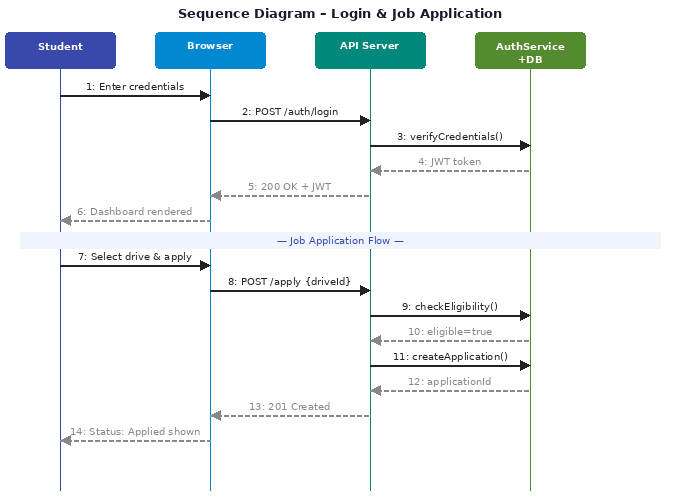 Sequence Diagram – Login & Job Application
Student
Browser
API Server
AuthService
+DB
1: Enter credentials
2: POST /auth/login
3: verifyCredentials()
4: JWT token
5: 200 OK + JWT
6: Dashboard rendered
— Job Application Flow —
7: Select drive & apply
8: POST /apply {driveId}
9: checkEligibility()
10: eligible=true
11: createApplication()
12: applicationId
13: 201 Created
14: Status: Applied shown